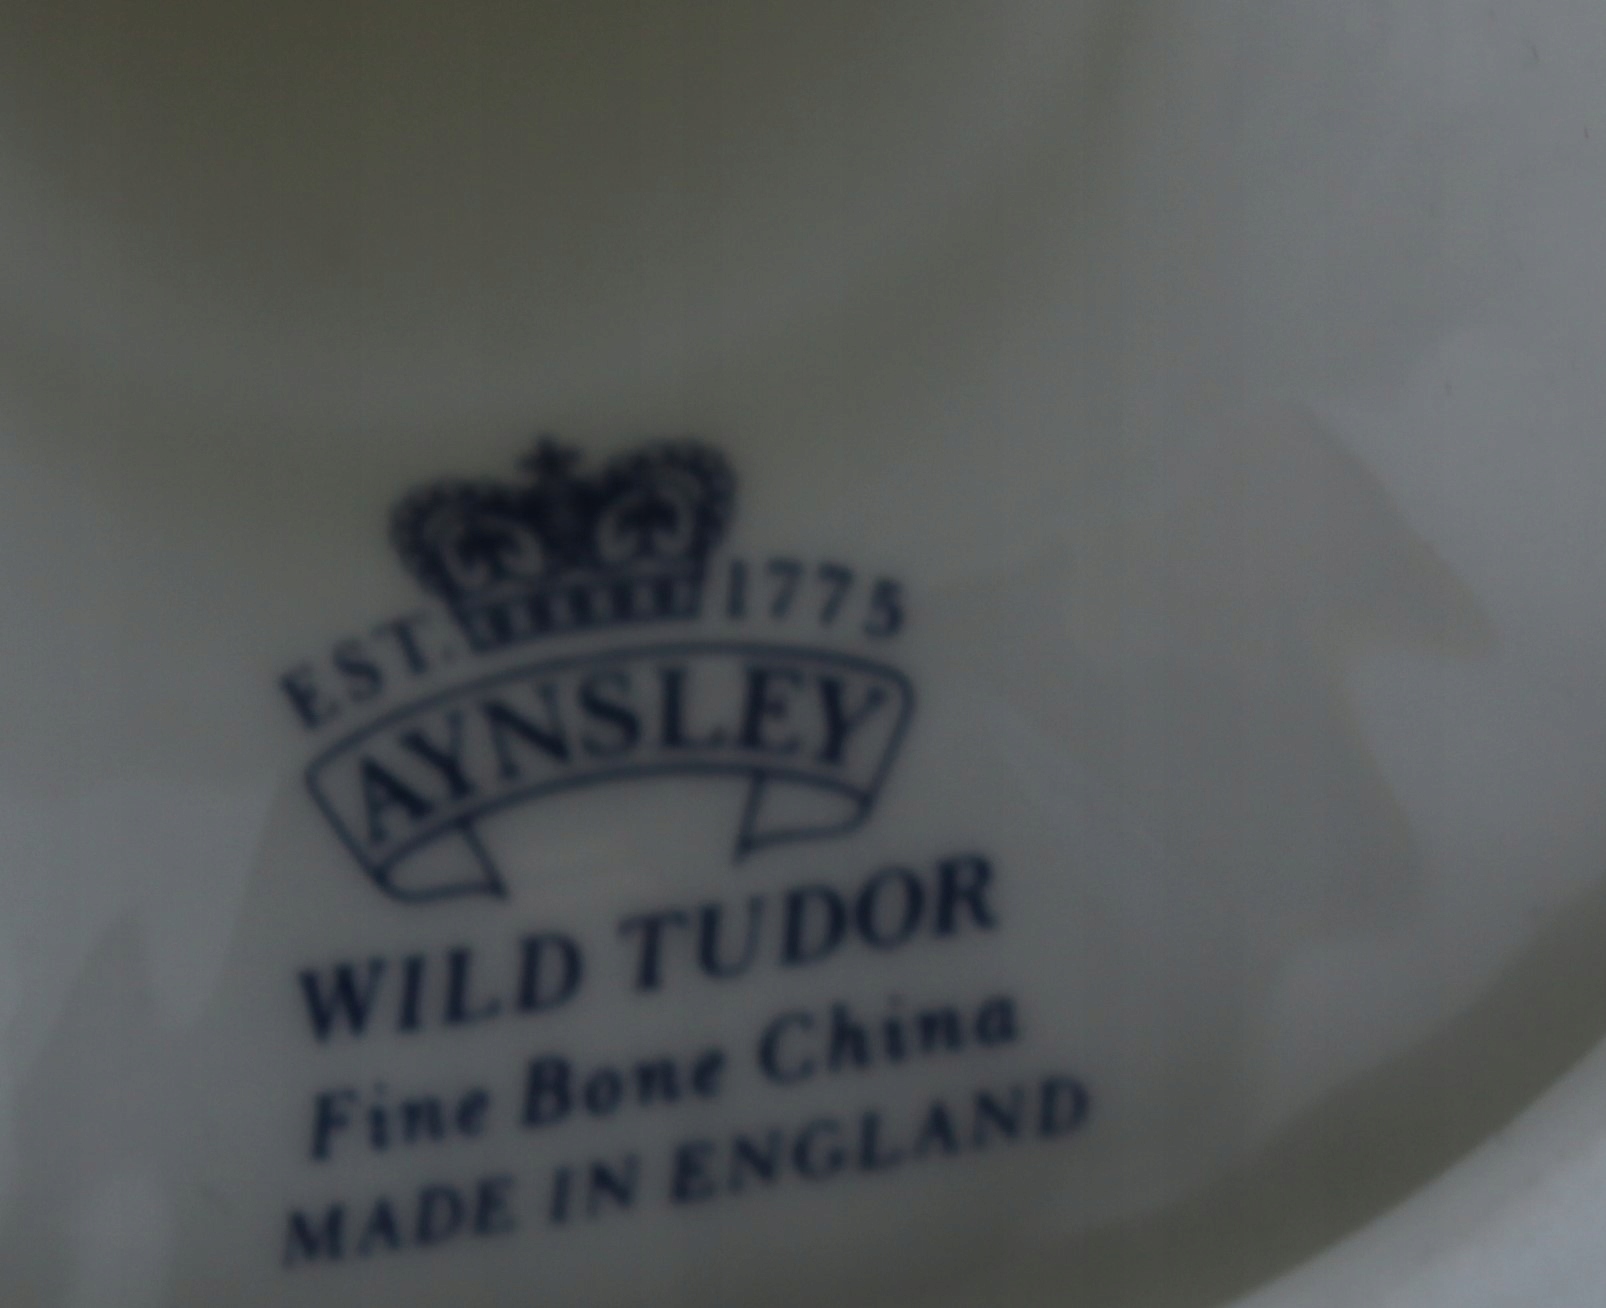 EST. 1775
AYNSLEY
WILD TUDOR
Fine Bone China
MADE IN ENGLAND